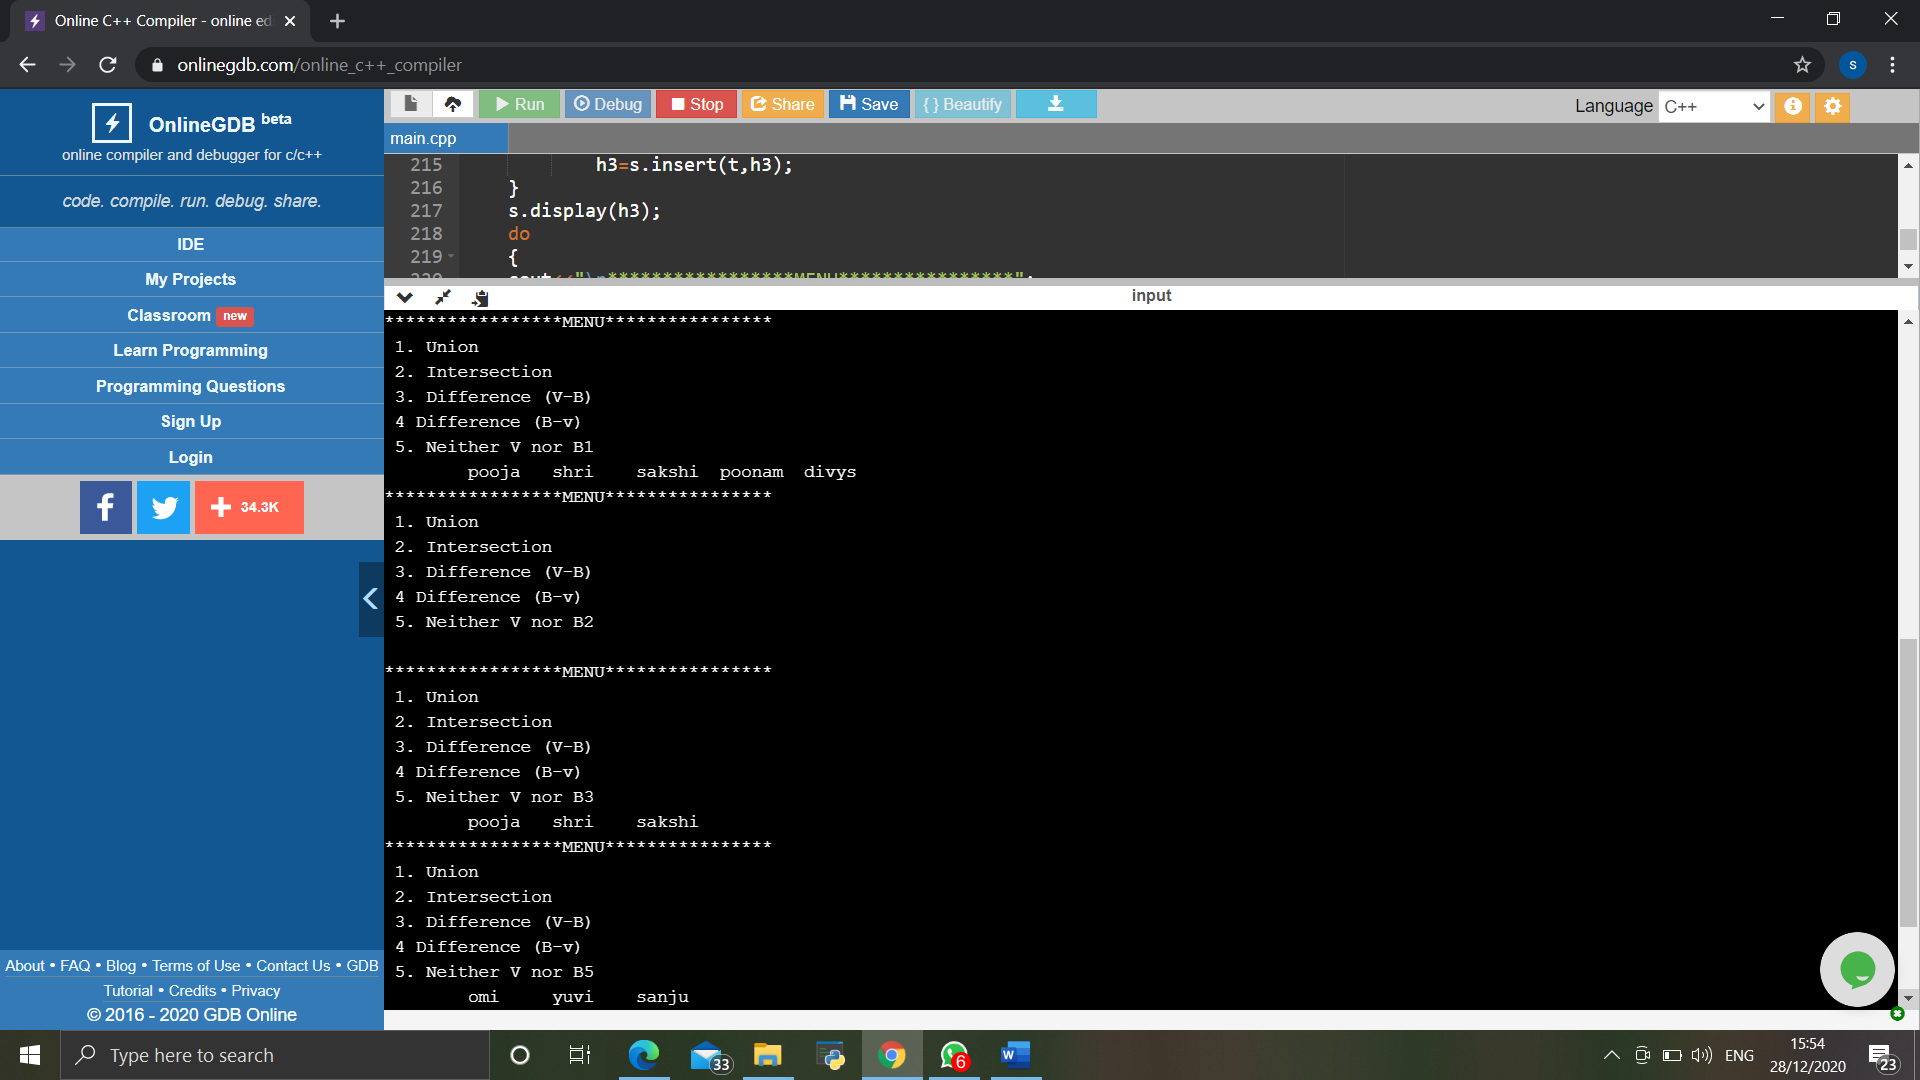 Online C++ Compiler - online ed
onlinegdb.com/online_c++_compiler
s
OnlineGDB beta
online compiler and debugger for c/c++
code. compile. run. debug. share.
IDE
My Projects
Classroom new
Learn Programming
Programming Questions
Sign Up
Login
34.3K
About • FAQ • Blog • Terms of Use • Contact Us • GDB
Tutorial • Credits • Privacy
© 2016 - 2020 GDB Online
Run Debug Stop Share Save { } Beautify
Language C++
main.cpp
215 h3=s.insert(t,h3);
216 }
217 s.display(h3);
218 do
219 {
220 cout<<"\n*****************MENU****************";
input
*****************MENU****************
1. Union
2. Intersection
3. Difference (V-B)
4 Difference (B-v)
5. Neither V nor B1
pooja shri sakshi poonam divys
*****************MENU****************
1. Union
2. Intersection
3. Difference (V-B)
4 Difference (B-v)
5. Neither V nor B2
*****************MENU****************
1. Union
2. Intersection
3. Difference (V-B)
4 Difference (B-v)
5. Neither V nor B3
pooja shri sakshi
*****************MENU****************
1. Union
2. Intersection
3. Difference (V-B)
4 Difference (B-v)
5. Neither V nor B5
omi yuvi sanju
Type here to search
33
6
ENG
15:54
28/12/2020
23